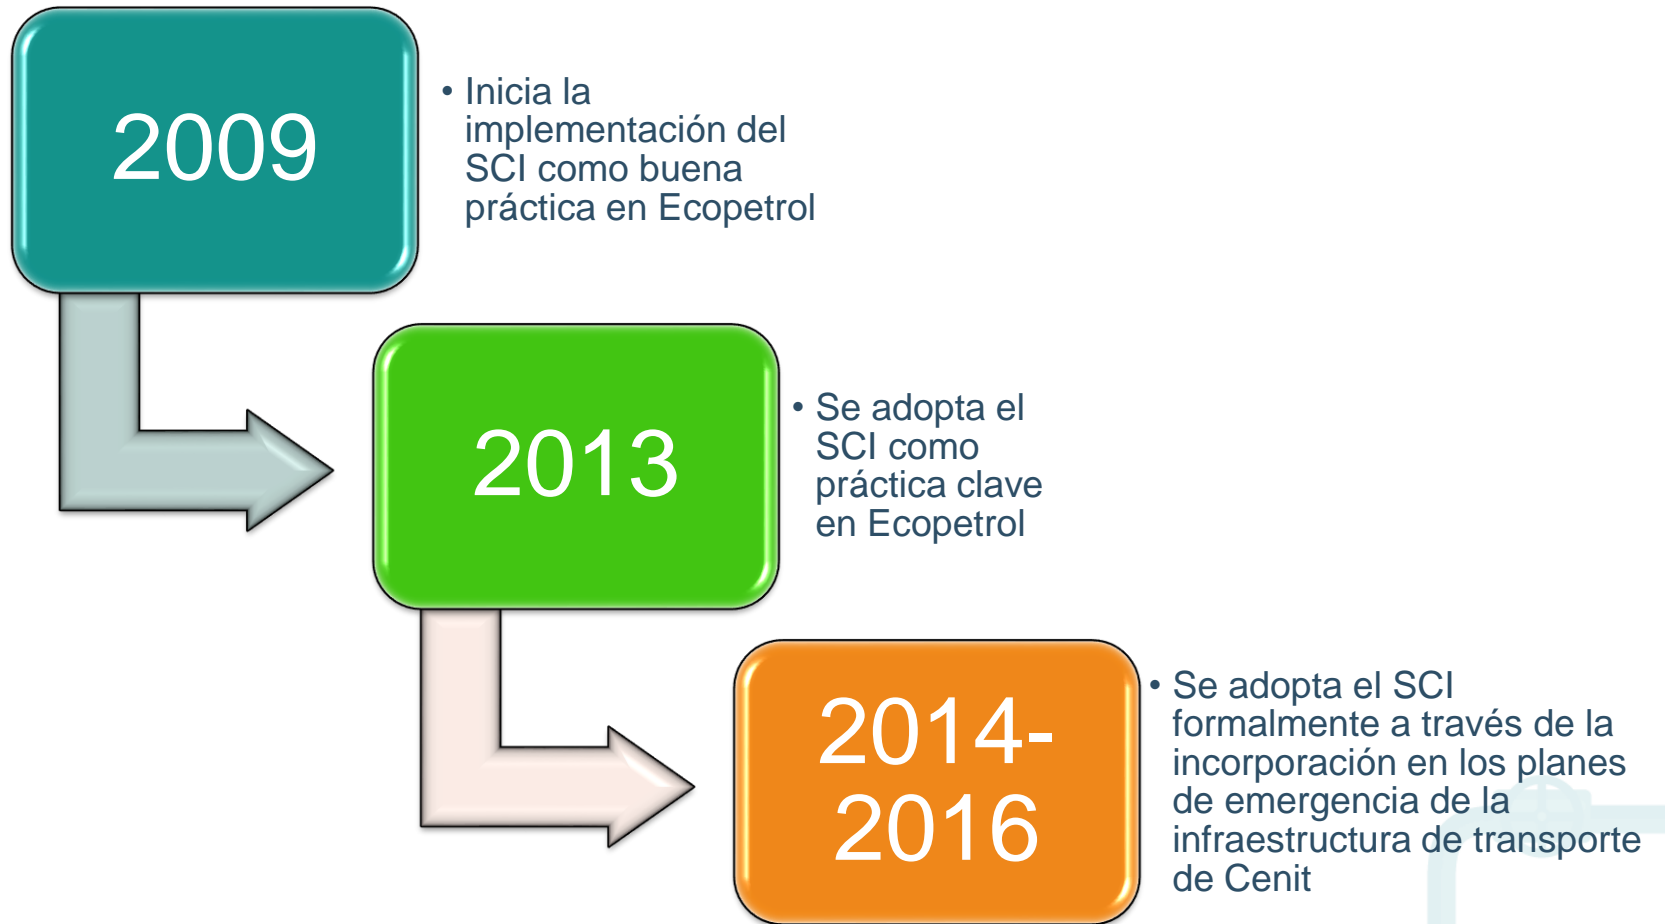 2009
• Inicia la
implementación del
SCI como buena
práctica en Ecopetrol
2013
• Se adopta el
SCI como
práctica clave
en Ecopetrol
2014-
2016
• Se adopta el SCI
formalmente a través de la
incorporación en los planes
de emergencia de la
infraestructura de transporte
de Cenit